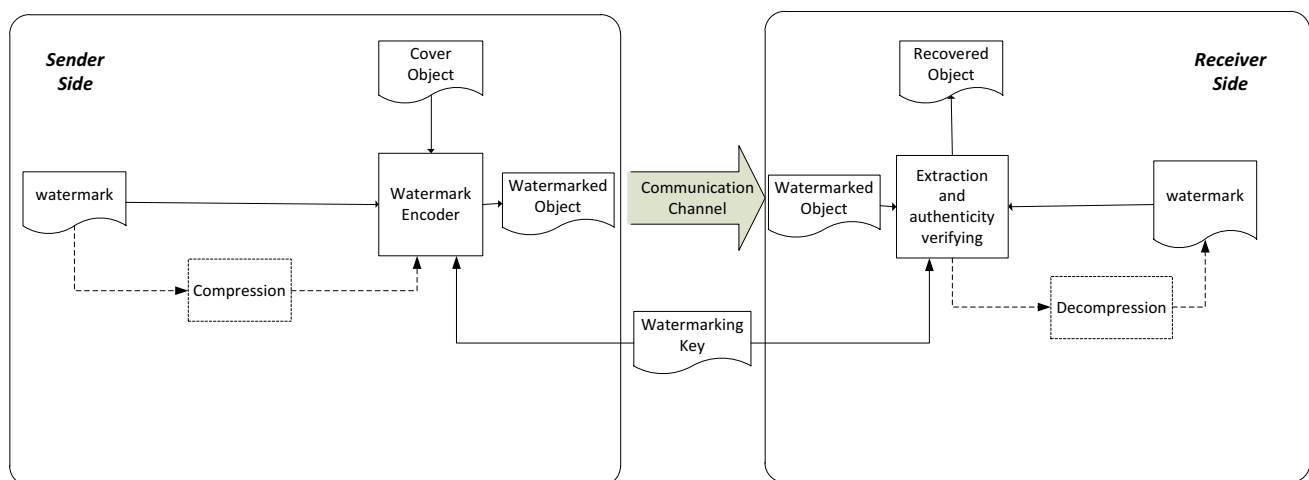 Sender
Side
Cover
Object
watermark
Watermark
Encoder
Watermarked
Object
Compression
Communication
Channel
Watermarking
Key
Receiver
Side
Recovered
Object
Watermarked
Object
Extraction
and
authenticity
verifying
watermark
Decompression